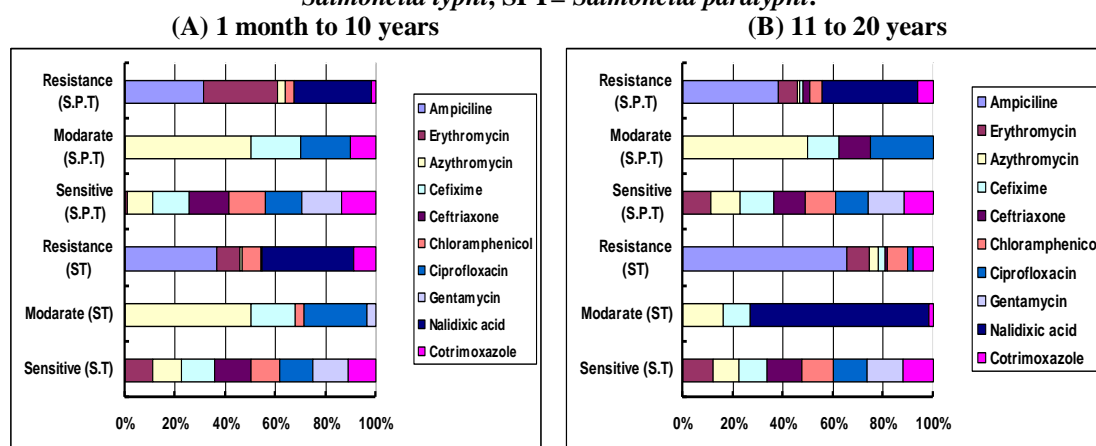 Salmonella typhi, SPT= Salmonella paratyphi.
(A) 1 month to 10 years
(B) 11 to 20 years
Resistance
(S.P.T)
Modarate
(S.P.T)
Sensitive
(S.P.T)
Resistance
(ST)
Modarate (ST)
Sensitive (S.T)
0% 20% 40% 60% 80% 100%
Ampiciline
Erythromycin
Azythromycin
Cefixime
Ceftriaxone
Chloramphenicol
Ciprofloxacin
Gentamycin
Nalidixic acid
Cotrimoxazole
Resistance
(S.P.T)
Modarate
(S.P.T)
Sensitive
(S.P.T)
Resistance
(ST)
Modarate (ST)
Sensitive (S.T)
0% 20% 40% 60% 80% 100%
Ampiciline
Erythromycin
Azythromycin
Cefixime
Ceftriaxone
Chloramphenico
Ciprofloxacin
Gentamycin
Nalidixic acid
Cotrimoxazole